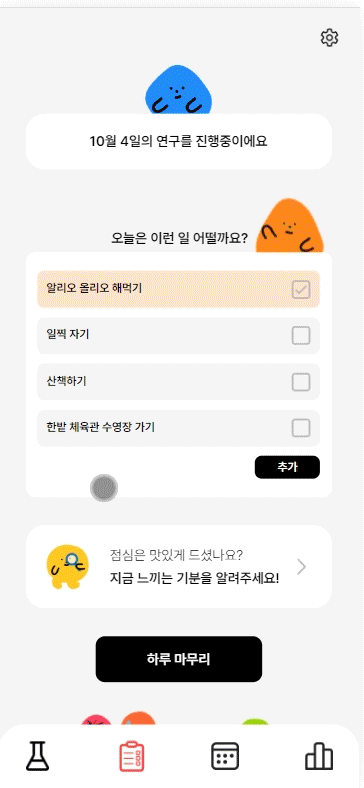 10월 4일의 연구를 진행중이에요
오늘은 이런 일 어떨까요?
알리오 올리오 해먹기
일찍 자기
산책하기
한밭 체육관 수영장 가기
추가
점심은 맛있게 드셨나요?
지금 느끼는 기분을 알려주세요!
하루 마무리